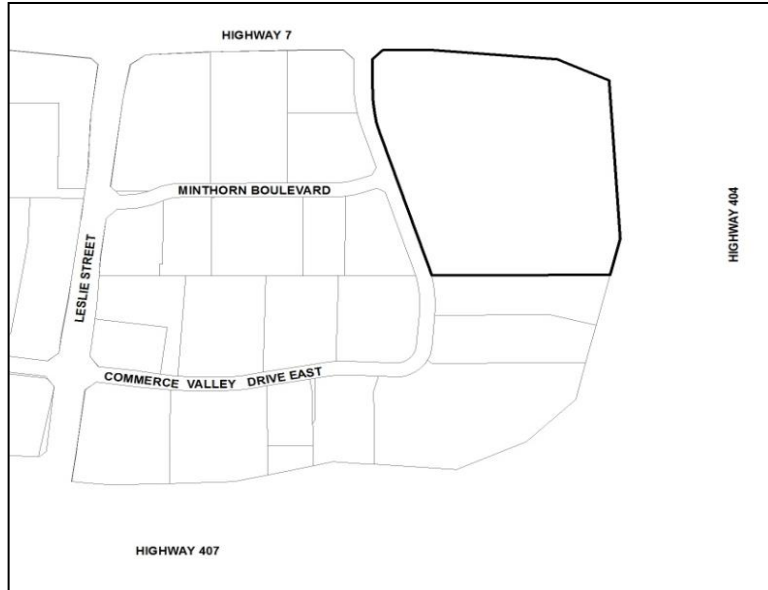 HIGHWAY 7
MINTHORN BOULEVARD
HIGHWAY 404
LESLIE STREET
COMMERCE VALLEY DRIVE EAST
HIGHWAY 407